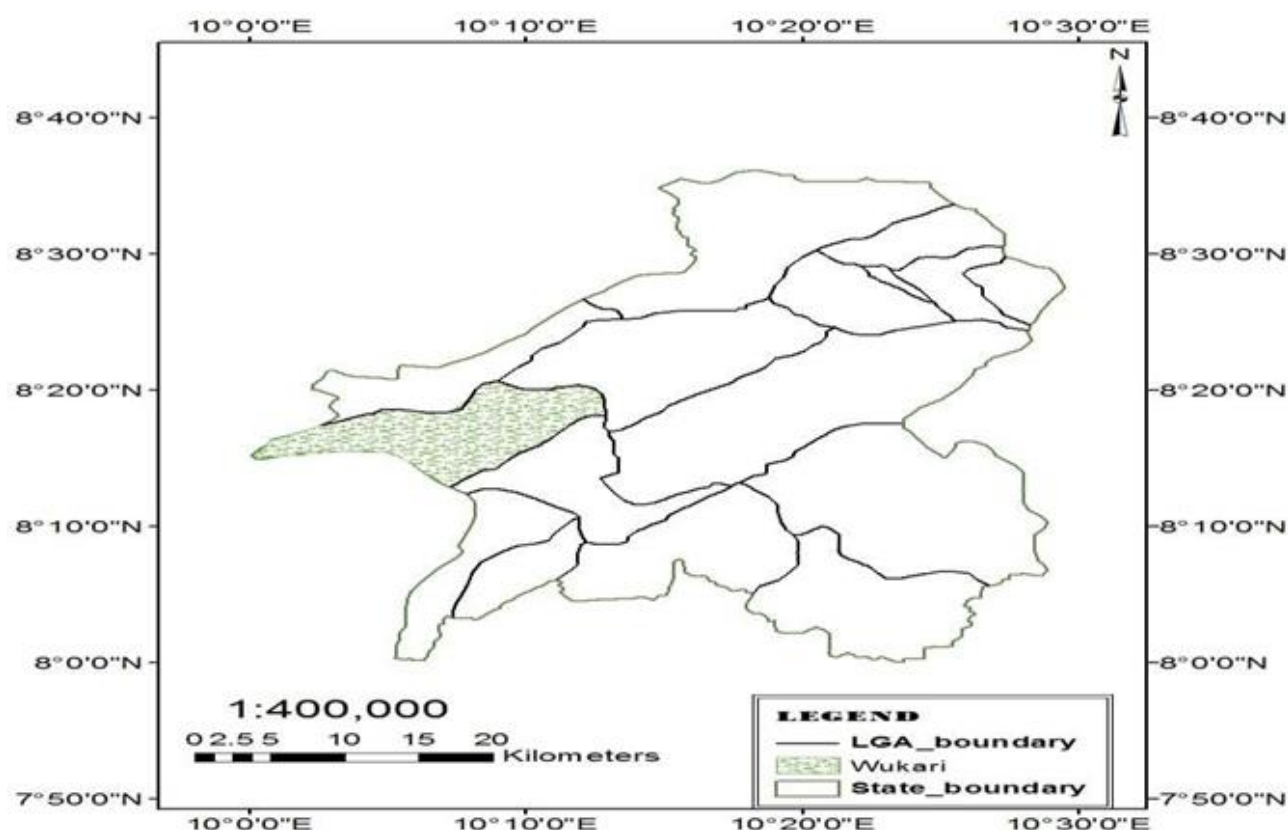 10°0'0"E 10°10'0"E 10°20'0"E 10°30'0"E
N
8°40'0"N 8°40'0"N
8°30'0"N 8°30'0"N
8°20'0"N 8°20'0"N
8°10'0"N 8°10'0"N
8°0'0"N 8°0'0"N
1:400,000
0 2.5 5 10 15 20
Kilometers
LEGEND
LGA_boundary
Wukari
State_boundary
7°50'0"N 7°50'0"N
10°0'0"E 10°10'0"E 10°20'0"E 10°30'0"E